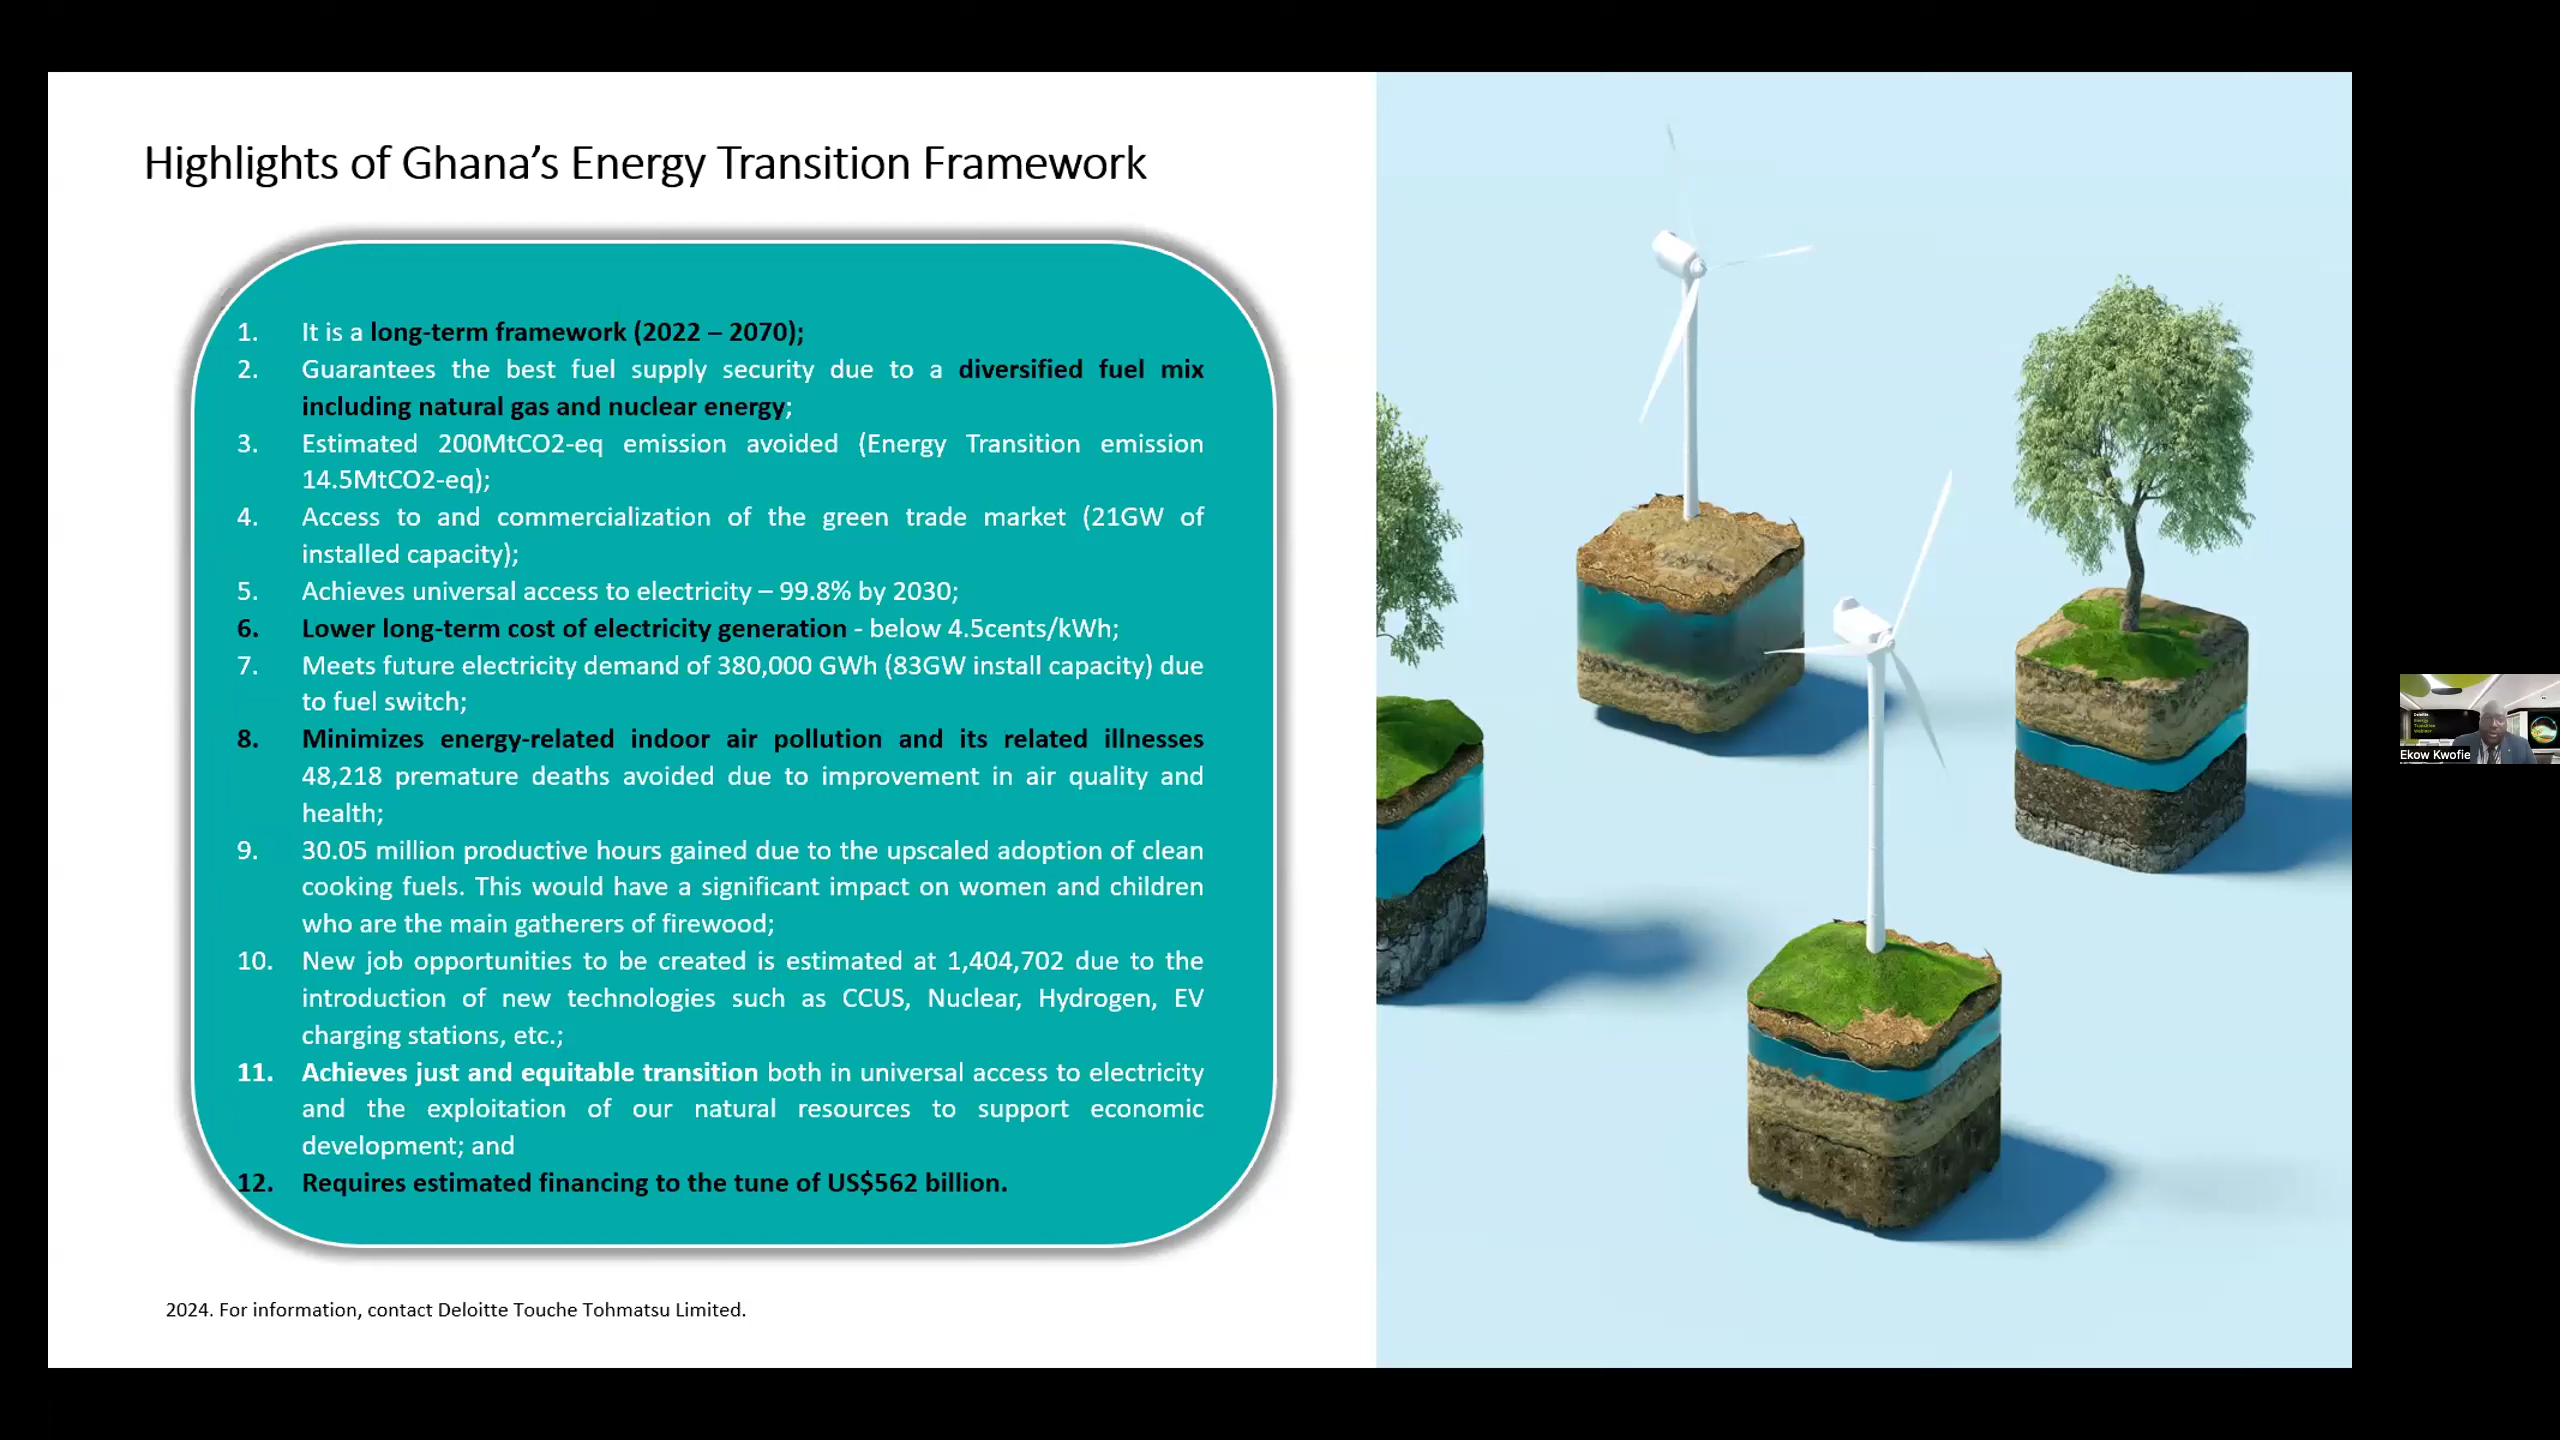 Highlights of Ghana’s Energy Transition Framework
1. It is a long-term framework (2022 – 2070);
2. Guarantees the best fuel supply security due to a diversified fuel mix
including natural gas and nuclear energy;
3. Estimated 200MtCO2-eq emission avoided (Energy Transition emission
14.5MtCO2-eq);
4. Access to and commercialization of the green trade market (21GW of
installed capacity);
5. Achieves universal access to electricity – 99.8% by 2030;
6. Lower long-term cost of electricity generation - below 4.5cents/kWh;
7. Meets future electricity demand of 380,000 GWh (83GW install capacity) due
to fuel switch;
8. Minimizes energy-related indoor air pollution and its related illnesses
48,218 premature deaths avoided due to improvement in air quality and
health;
9. 30.05 million productive hours gained due to the upscaled adoption of clean
cooking fuels. This would have a significant impact on women and children
who are the main gatherers of firewood;
10. New job opportunities to be created is estimated at 1,404,702 due to the
introduction of new technologies such as CCUS, Nuclear, Hydrogen, EV
charging stations, etc.;
11. Achieves just and equitable transition both in universal access to electricity
and the exploitation of our natural resources to support economic
development; and
12. Requires estimated financing to the tune of US$562 billion.
2024. For information, contact Deloitte Touche Tohmatsu Limited.
Ekow Kwofie